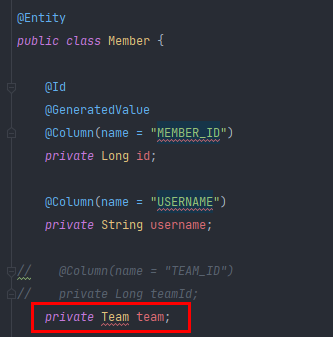 @Entity
public class Member {
@Id
@GeneratedValue
@Column(name = "MEMBER_ID")
private Long id;
@Column(name = "USERNAME")
private String username;
//    @Column(name = "TEAM_ID")
//    private Long teamId;
private Team team;